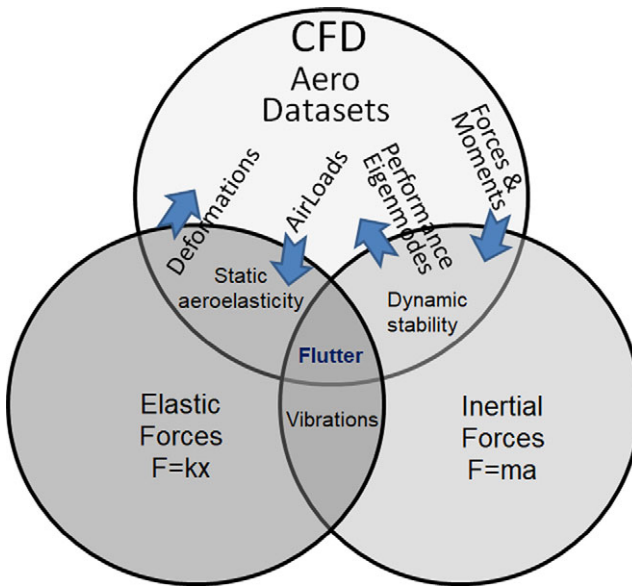 CFD
Aero
Datasets
Deformations
AirLoads
Performance
Eigenmodes
Forces &
Moments
Static
aeroelasticity
Dynamic
stability
Flutter
Vibrations
Elastic
Forces
F=kx
Inertial
Forces
F=ma